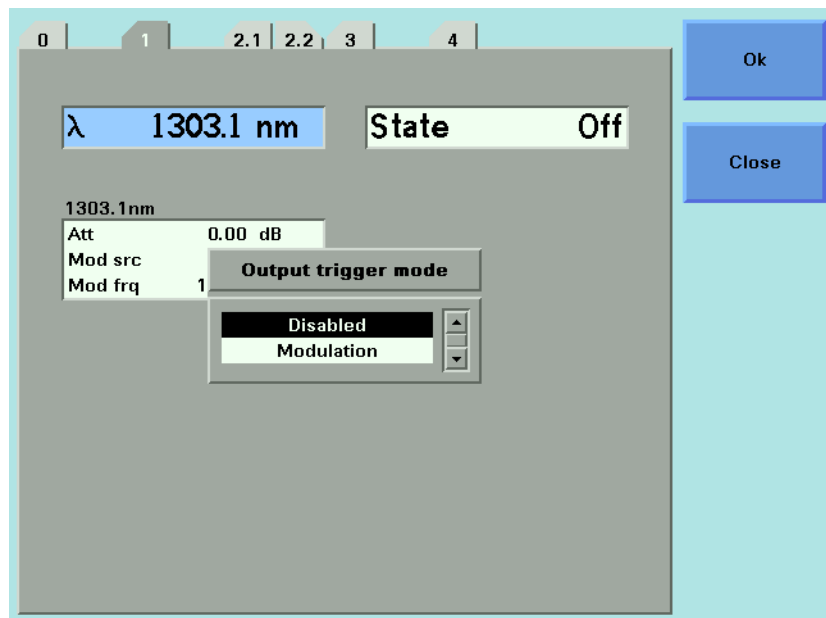 0 1 2.1 2.2 3 4
Ok
λ 1303.1 nm State Off
Close
1303.1nm
Att 0.00 dB
Mod src
Mod frq 1
Output trigger mode
Disabled
Modulation